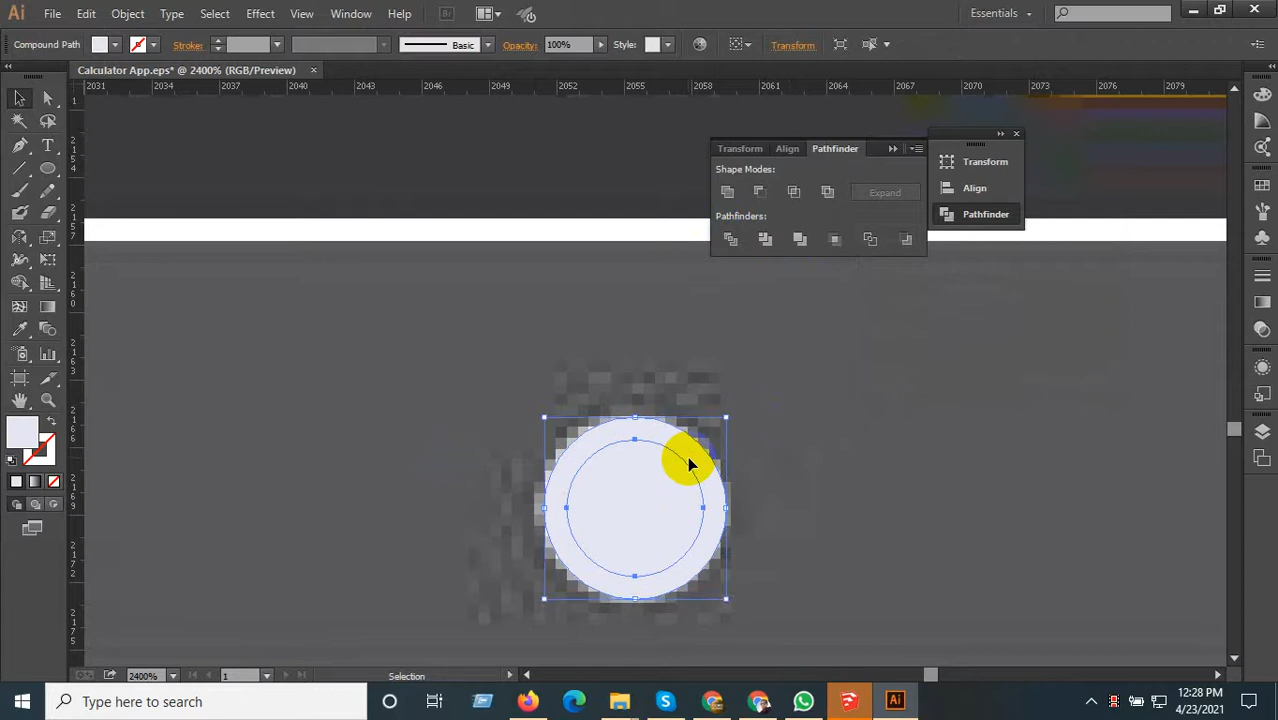 Ai File Edit Object Type Select Effect View Window Help Br Essentials
Compound Path Stroke: Basic Opacity: 100% Style: Transform
Calculator App.eps* @ 2400% (RGB/Preview)
2031 2034 2037 2040 2043 2046 2049 2052 2055 2058 2061 2064 2067 2070 2073 2076 2079
Transform Align Pathfinder
Shape Modes:
Expand
Pathfinders:
Transform
Align
Pathfinder
2400% 1 Selection
Type here to search
Ai
12:28 PM
4/23/2021